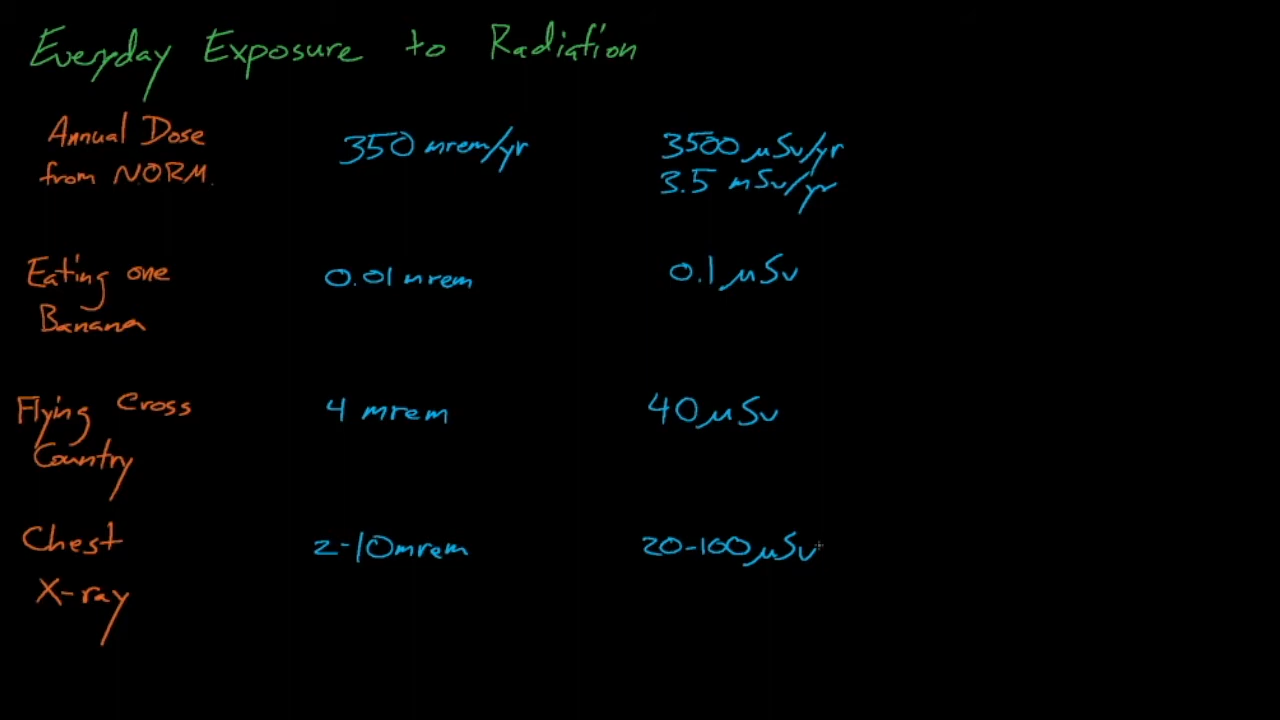 Everyday Exposure to Radiation
Annual Dose from NORM.
350 mrem/yr
3500 μSv/yr
3.5 mSv/yr
Eating one Banana
0.01 mrem
0.1 μSv
Flying Cross Country
4 mrem
40 μSv
Chest X-ray
2-10 mrem
20-100 μSv